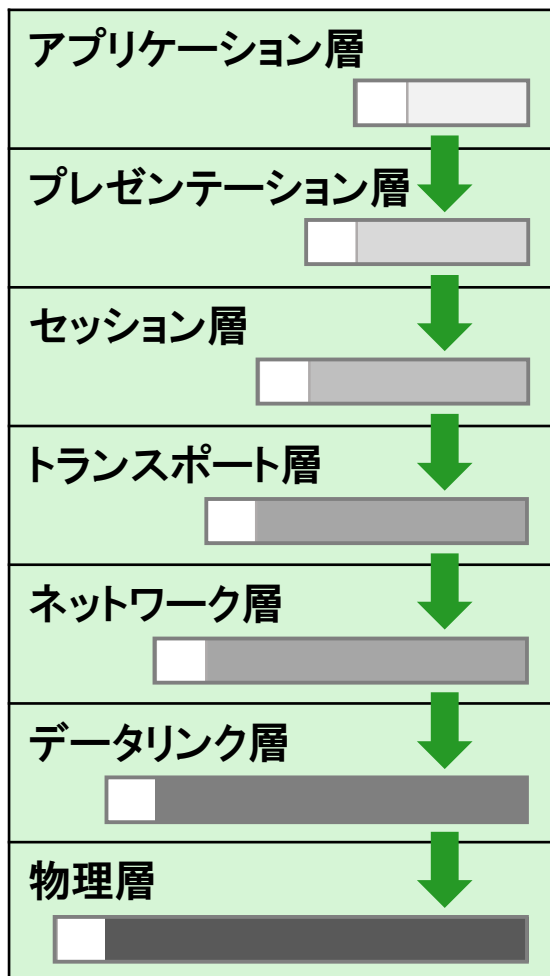 アプリケーション層
プレゼンテーション層
セッション層
トランスポート層
ネットワーク層
データリンク層
物理層